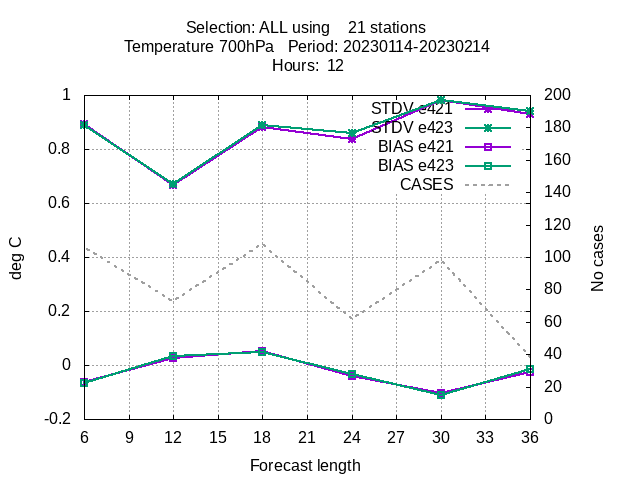 Selection: ALL using 21 stations
Temperature 700hPa Period: 20230114-20230214
Hours: 12
1 200
STDV e421
180
STDV e423
0.8 BIAS e421
160
BIAS e423
CASES
140
0.6
120
deg C
0.4 100
No cases
80
0.2
60
0 40
20
-0.2 0
6 9 12 15 18 21 24 27 30 33 36
Forecast length